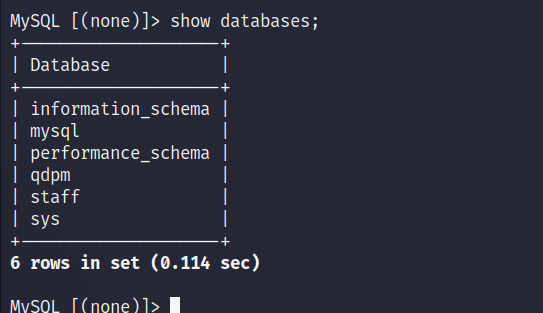 MySQL [(none)]> show databases;
+--------------------+
| Database           |
+--------------------+
| information_schema |
| mysql              |
| performance_schema |
| qdpm               |
| staff              |
| sys                |
+--------------------+
6 rows in set (0.114 sec)
MySQL [(none)]>